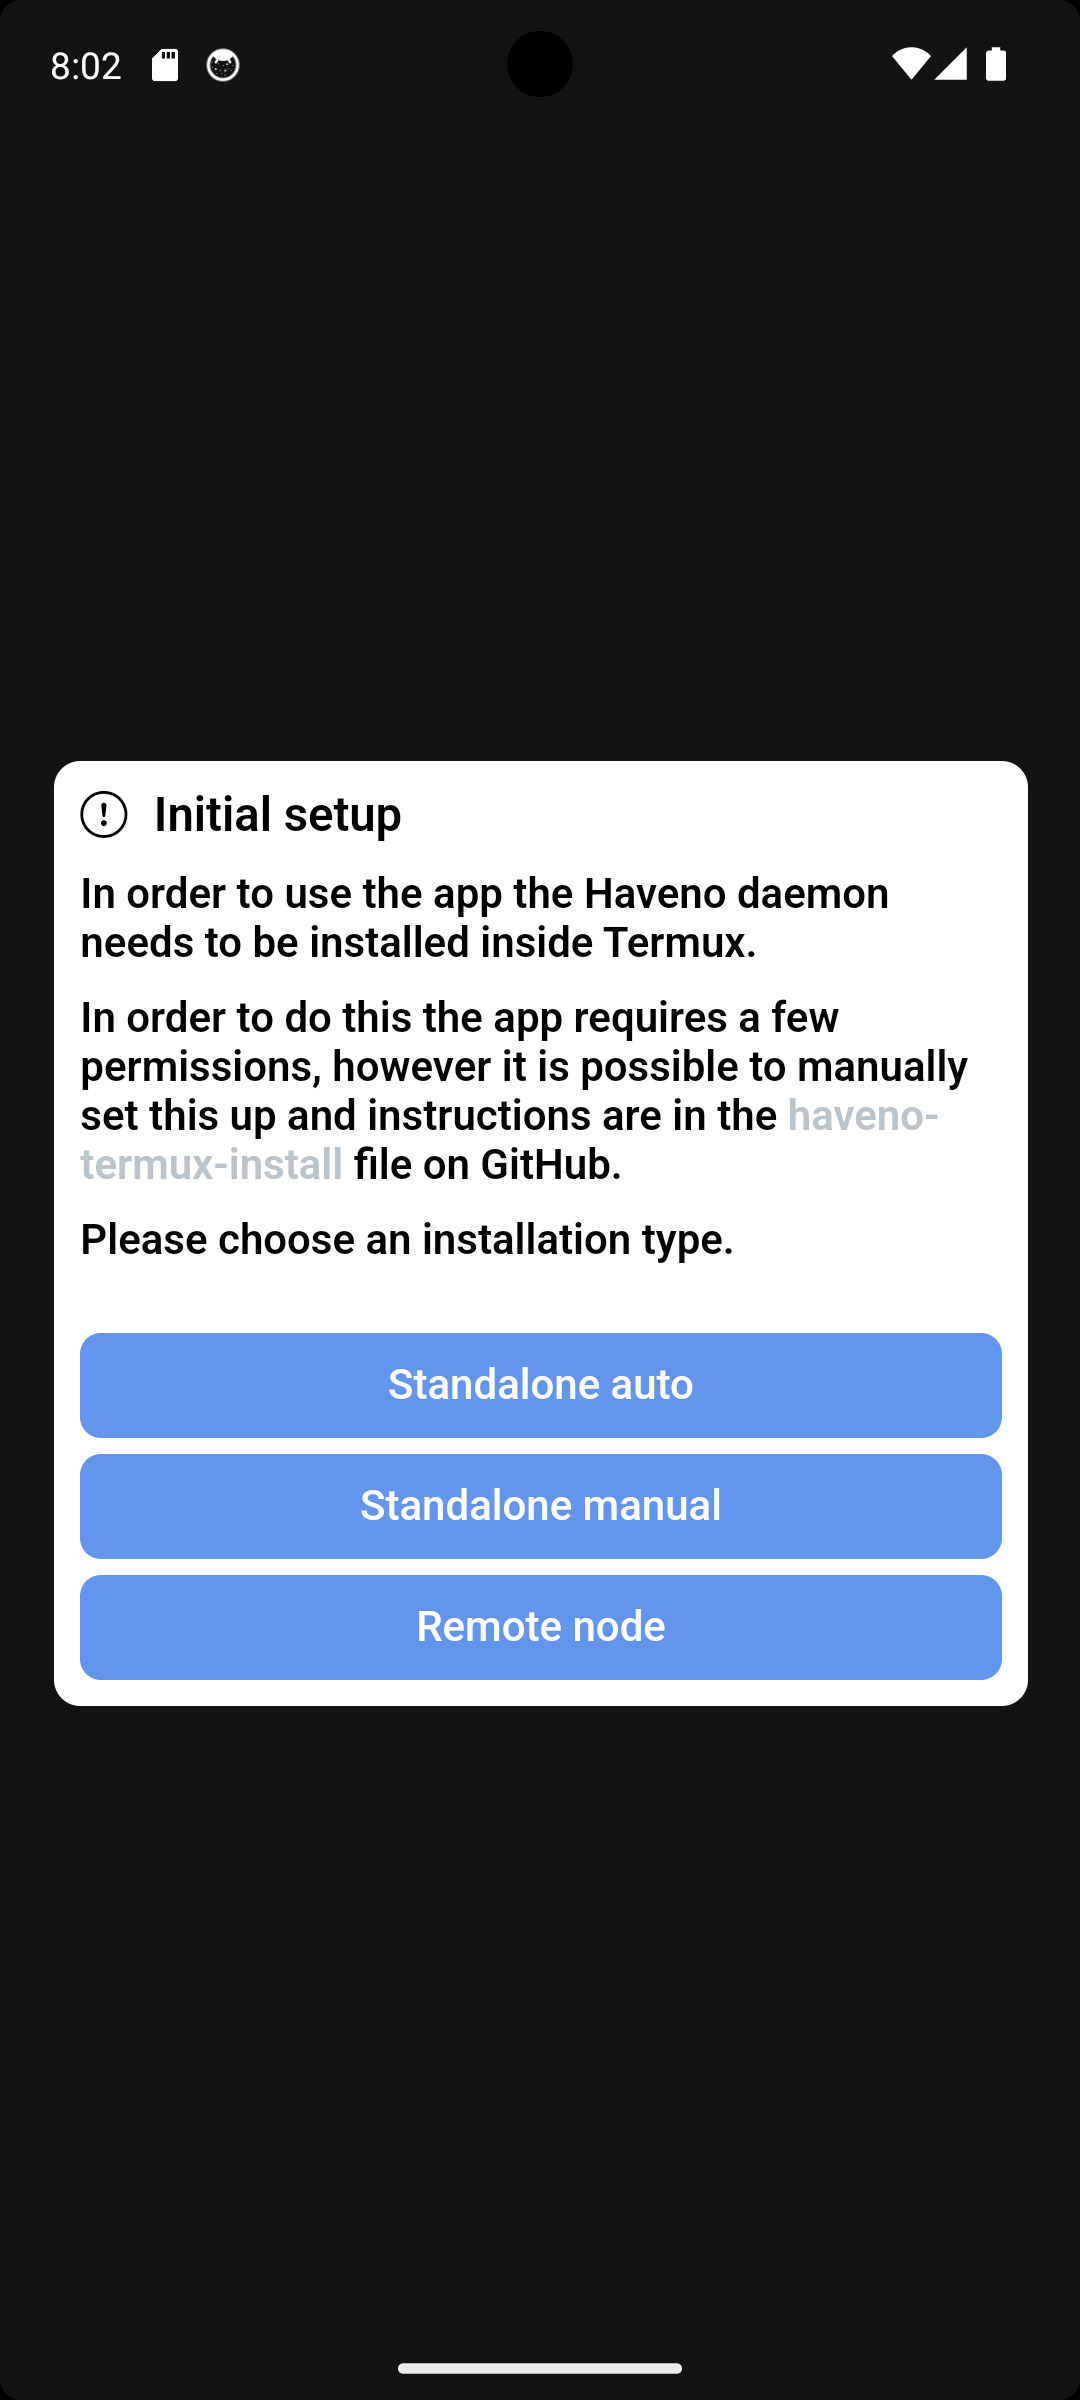 8:02
Initial setup
In order to use the app the Haveno daemon
needs to be installed inside Termux.
In order to do this the app requires a few
permissions, however it is possible to manually
set this up and instructions are in the haveno-
termux-install file on GitHub.
Please choose an installation type.
Standalone auto
Standalone manual
Remote node